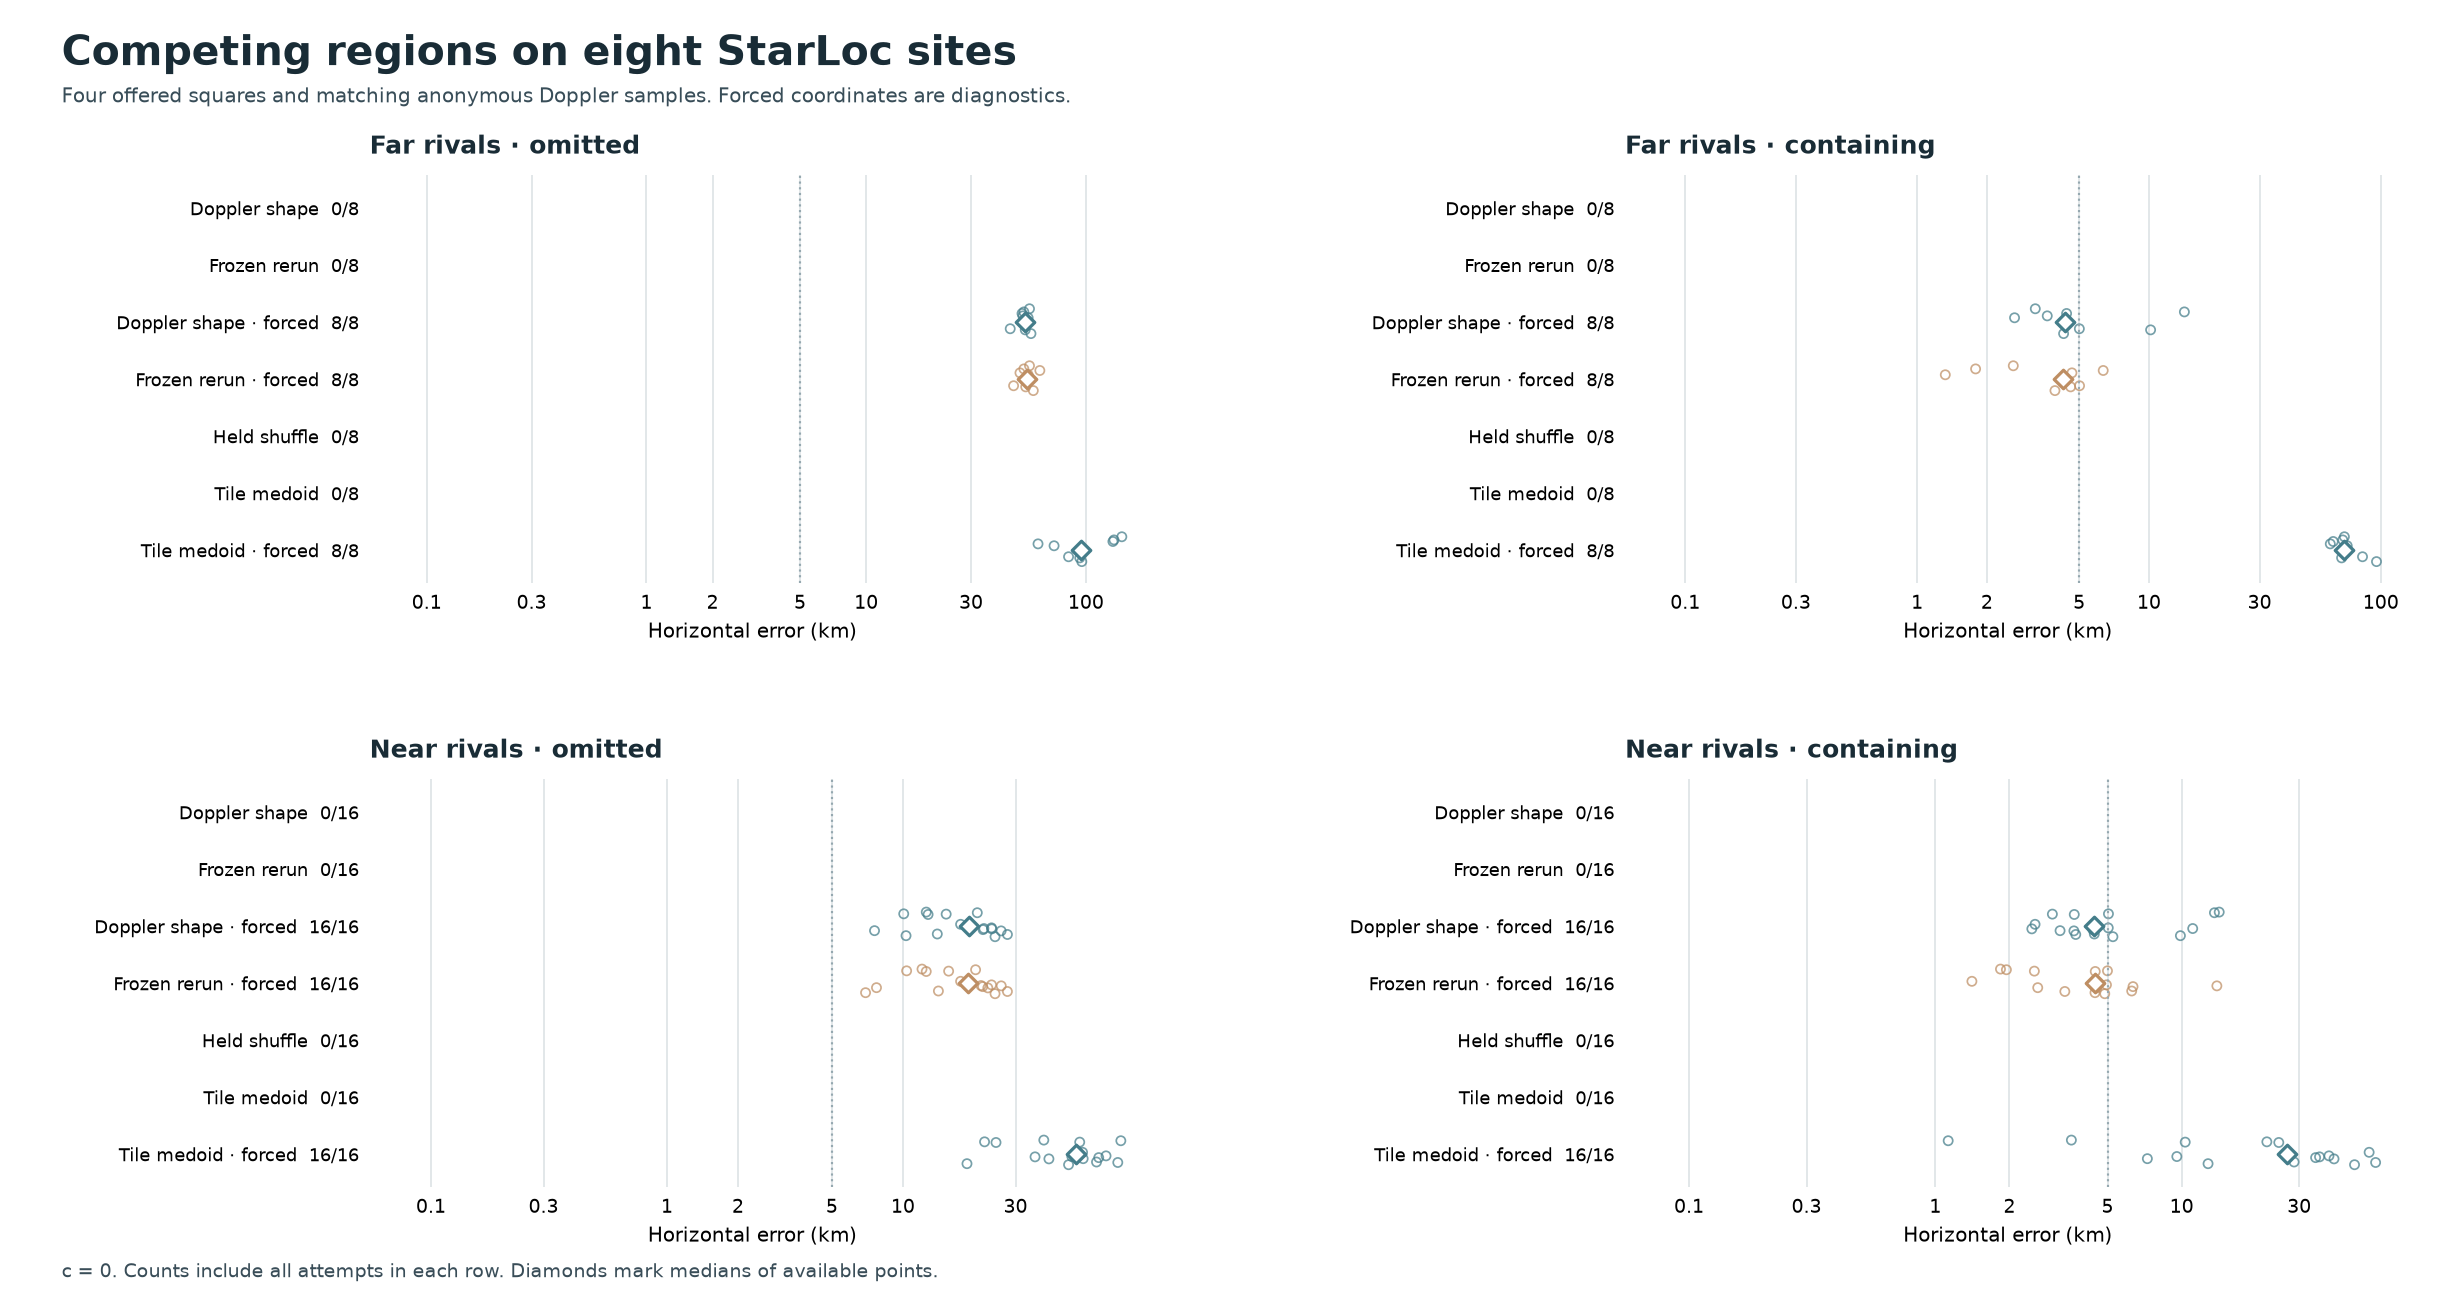 Competing regions on eight StarLoc sites
Four offered squares and matching anonymous Doppler samples. Forced coordinates are diagnostics.
Far rivals · omitted
Doppler shape 0/8
Frozen rerun 0/8
Doppler shape · forced 8/8
Frozen rerun · forced 8/8
Held shuffle 0/8
Tile medoid 0/8
Tile medoid · forced 8/8
0.1 0.3 1 2 5 10 30 100
Horizontal error (km)
Far rivals · containing
Doppler shape 0/8
Frozen rerun 0/8
Doppler shape · forced 8/8
Frozen rerun · forced 8/8
Held shuffle 0/8
Tile medoid 0/8
Tile medoid · forced 8/8
0.1 0.3 1 2 5 10 30 100
Horizontal error (km)
Near rivals · omitted
Doppler shape 0/16
Frozen rerun 0/16
Doppler shape · forced 16/16
Frozen rerun · forced 16/16
Held shuffle 0/16
Tile medoid 0/16
Tile medoid · forced 16/16
0.1 0.3 1 2 5 10 30
Horizontal error (km)
Near rivals · containing
Doppler shape 0/16
Frozen rerun 0/16
Doppler shape · forced 16/16
Frozen rerun · forced 16/16
Held shuffle 0/16
Tile medoid 0/16
Tile medoid · forced 16/16
0.1 0.3 1 2 5 10 30
Horizontal error (km)
c = 0. Counts include all attempts in each row. Diamonds mark medians of available points.